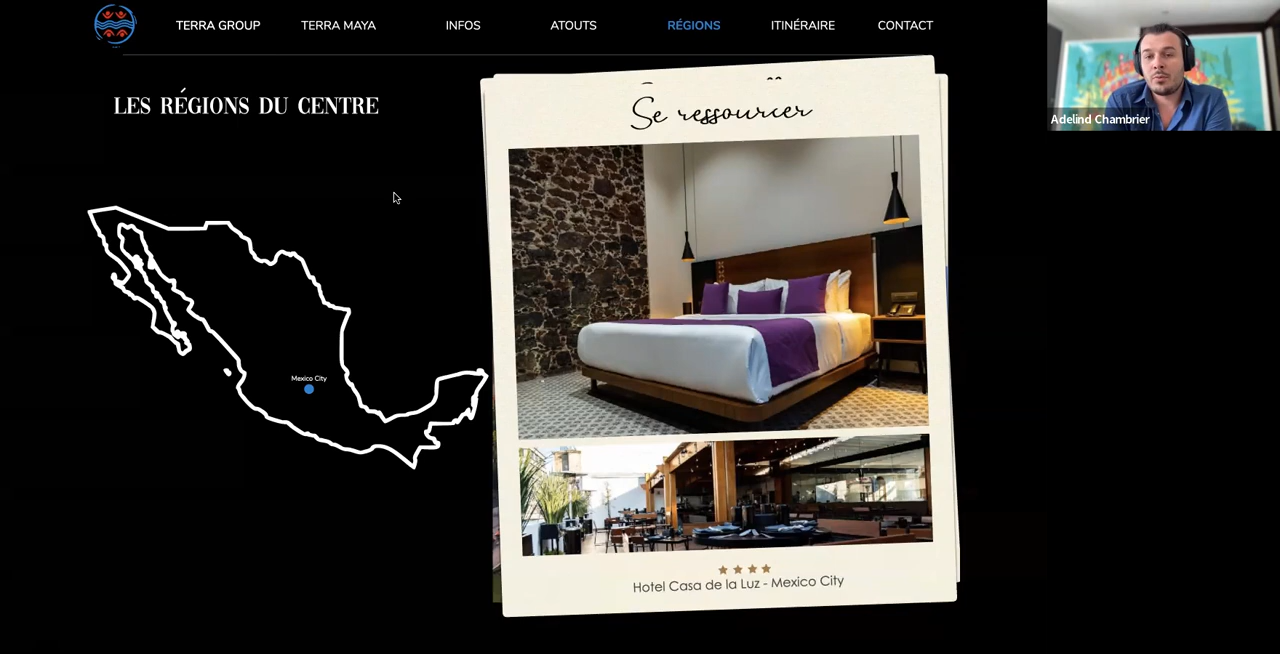 TERRA GROUP
TERRA MAYA
INFOS
ATOUTS
RÉGIONS
ITINÉRAIRE
CONTACT
Adelind Chambrier
LES RÉGIONS DU CENTRE
Se ressourcer
Mexico City
Hotel Casa de la Luz - Mexico City